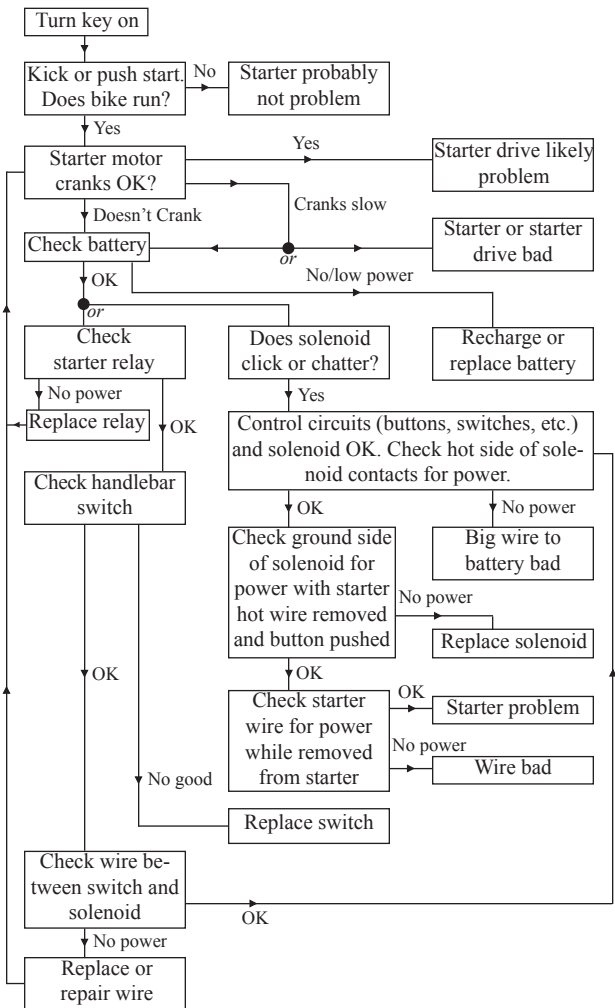 Turn key on
Kick or push start.
Does bike run?
No
Starter probably
not problem
Yes
Starter motor
cranks OK?
Yes
Starter drive likely
problem
Cranks slow
Doesn't Crank
Check battery
or
Starter or starter
drive bad
OK
No/low power
or
Check
starter relay
Does solenoid
click or chatter?
Recharge or
replace battery
No power
Yes
Replace relay
OK
Control circuits (buttons, switches, etc.)
and solenoid OK. Check hot side of sole-
noid contacts for power.
Check handlebar
switch
OK
No power
Check ground side
of solenoid for
power with starter
hot wire removed
and button pushed
Big wire to
battery bad
No power
Replace solenoid
OK
OK
Check starter
wire for power
while removed
from starter
OK
Starter problem
No power
Wire bad
No good
Replace switch
Check wire be-
tween switch and
solenoid
OK
No power
Replace or
repair wire